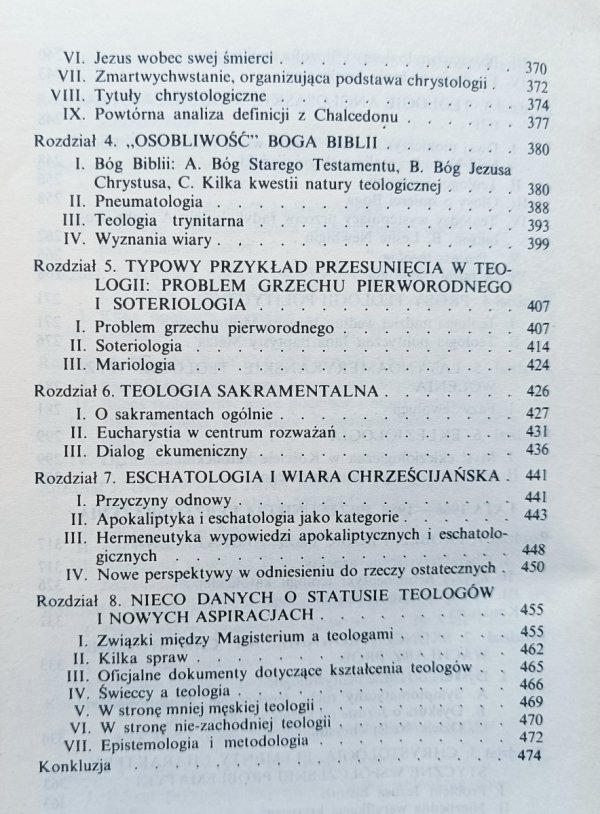 VI. Jezus wobec swej śmierci . . . . . . . . . 370
VII. Zmartwychwstanie, organizująca podstawa chrystologii . 372
VIII. Tytuły chrystologiczne . . . . . . . . . 374
IX. Powtórna analiza definicji z Chalcedonu . . . . . 377
Rozdział 4. „OSOBLIWOŚĆ” BOGA BIBLII . . . . . . 380
I. Bóg Biblii: A. Bóg Starego Testamentu, B. Bóg Jezusa
Chrystusa, C. Kilka kwestii natury teologicznej . . . . 380
II. Pneumatologia . . . . . . . . . . . 388
III. Teologia trynitarna . . . . . . . . . . 393
IV. Wyznania wiary . . . . . . . . . . . 399
Rozdział 5. TYPOWY PRZYKŁAD PRZESUNIĘCIA W TEO-
LOGII: PROBLEM GRZECHU PIERWORODNEGO
I SOTERIOLOGIA . . . . . . . . . . 407
I. Problem grzechu pierworodnego . . . . . . . 407
II. Soteriologia . . . . . . . . . . . . 414
III. Mariologia . . . . . . . . . . . . 424
Rozdział 6. TEOLOGIA SAKRAMENTALNA . . . . . . 426
I. O sakramentach ogólnie . . . . . . . . . 427
II. Eucharystia w centrum rozważań . . . . . . . 431
III. Dialog ekumeniczny . . . . . . . . . . 436
Rozdział 7. ESCHATOLOGIA I WIARA CHRZEŚCIJAŃSKA . 441
I. Przyczyny odnowy . . . . . . . . . . 441
II. Apokaliptyka i eschatologia jako kategorie . . . . . 443
III. Hermeneutyka wypowiedzi apokaliptycznych i eschatolo-
gicznych . . . . . . . . . . . . . 448
IV. Nowe perspektywy w odniesieniu do rzeczy ostatecznych . 450
Rozdział 8. NIECO DANYCH O STATUSIE TEOLOGÓW
I NOWYCH ASPIRACJACH . . . . . . . 455
I. Związki między Magisterium a teologami . . . . . 455
II. Kilka spraw . . . . . . . . . . . . 462
III. Oficjalne dokumenty dotyczące kształcenia teologów . . 465
IV. Świeccy a teologia . . . . . . . . . . 466
V. W stronę mniej męskiej teologii . . . . . . . 469
VI. W stronę nie-zachodniej teologii . . . . . . . 470
VII. Epistemologia i metodologia . . . . . . . . 472
Konkluzja . . . . . . . . . . . . . . 474